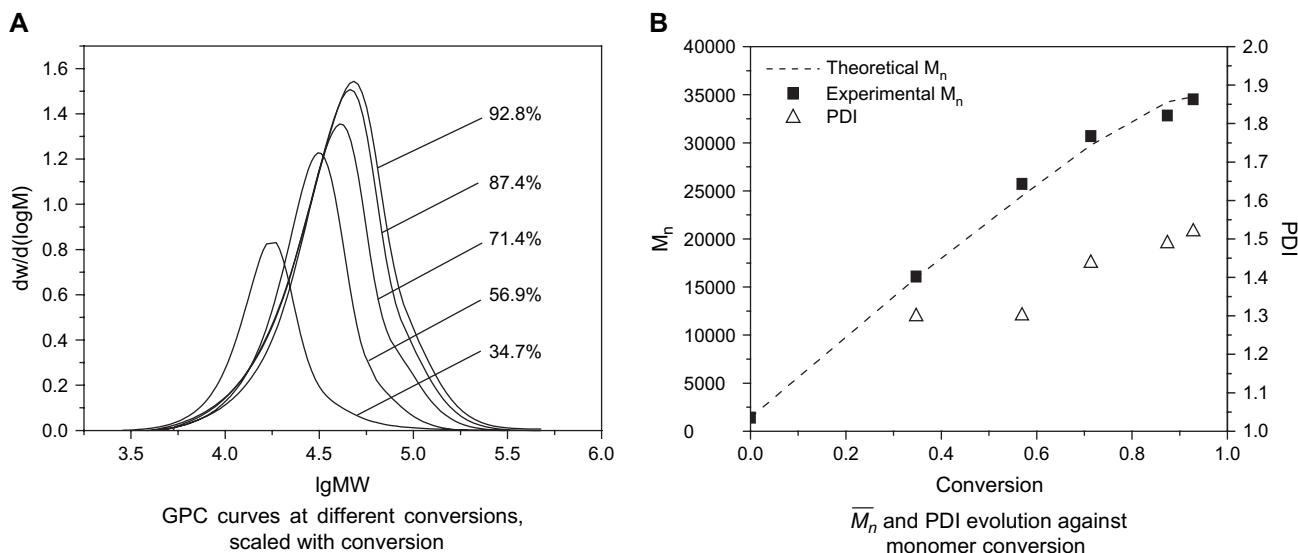 A
dw/d(logM)
1.6
1.4
1.2
1.0
0.8
0.6
0.4
0.2
0.0
92.8%
87.4%
71.4%
56.9%
34.7%
3.5 4.0 4.5 5.0 5.5 6.0
lgMW
GPC curves at different conversions,
scaled with conversion
B
Mn
40000
35000
30000
25000
20000
15000
10000
5000
0
Theoretical Mn
Experimental Mn
PDI
2.0
1.9
1.8
1.7
1.6
1.5
1.4
1.3
1.2
1.1
1.0
PDI
0.0 0.2 0.4 0.6 0.8 1.0
Conversion
Mn and PDI evolution against
monomer conversion